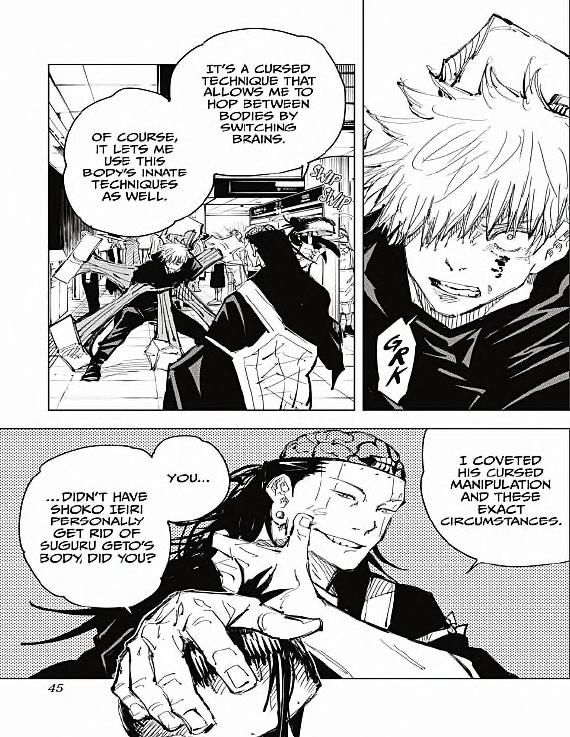 GRK
IT'S A CURSED
TECHNIQUE THAT
ALLOWS ME TO
HOP BETWEEN
BODIES BY
SWITCHING
BRAINS.
OF COURSE,
IT LETS ME
USE THIS
BODY'S INNATE
TECHNIQUES
AS WELL.
I COVETED
HIS CURSED
MANIPULATION
AND THESE
EXACT
CIRCUMSTANCES.
YOU...
...DIDN'T HAVE
SHOKO IEIRI
PERSONALLY
GET RID OF
SUGURU GETO'S
BODY, DID YOU?
45